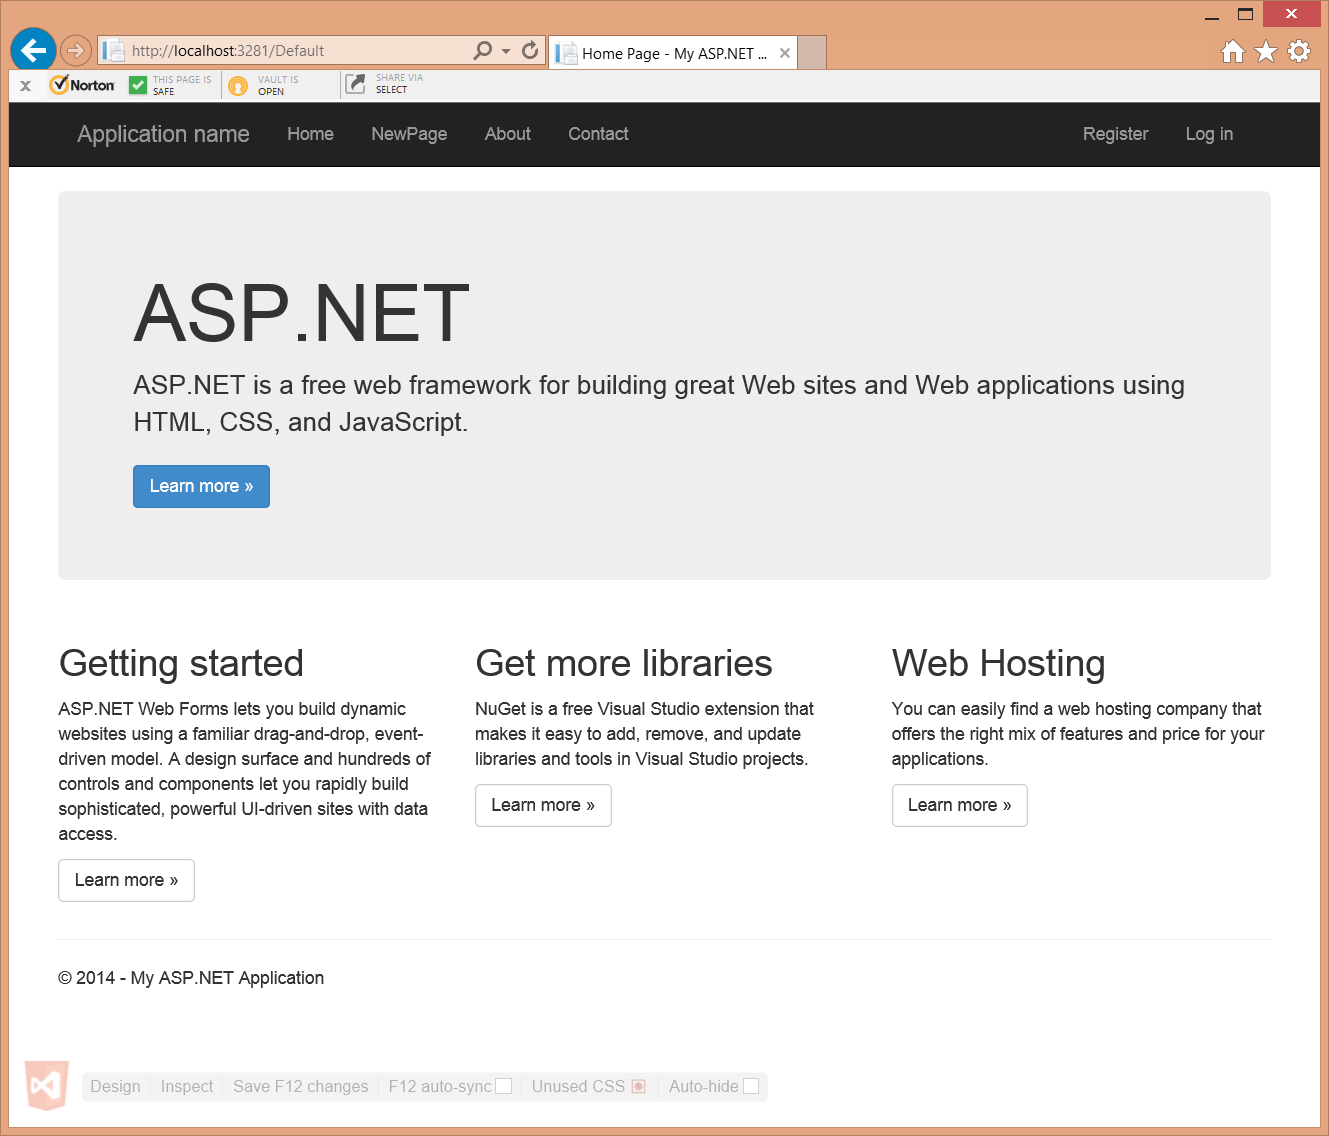 http://localhost:3281/Default
Home Page - My ASP.NET ...
Norton
THIS PAGE IS
SAFE
VAULT IS
OPEN
SHARE VIA
SELECT
Application name Home NewPage About Contact Register Log in
ASP.NET
ASP.NET is a free web framework for building great Web sites and Web applications using
HTML, CSS, and JavaScript.
Learn more »
Getting started
ASP.NET Web Forms lets you build dynamic
websites using a familiar drag-and-drop, event-
driven model. A design surface and hundreds of
controls and components let you rapidly build
sophisticated, powerful UI-driven sites with data
access.
Learn more »
Get more libraries
NuGet is a free Visual Studio extension that
makes it easy to add, remove, and update
libraries and tools in Visual Studio projects.
Learn more »
Web Hosting
You can easily find a web hosting company that
offers the right mix of features and price for your
applications.
Learn more »
© 2014 - My ASP.NET Application
Design Inspect Save F12 changes F12 auto-sync Unused CSS Auto-hide